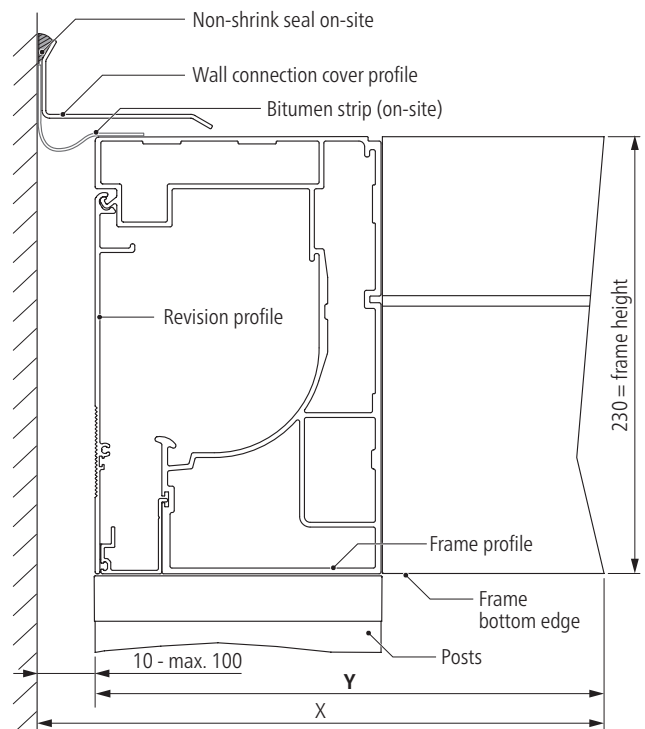 Non-shrink seal on-site
Wall connection cover profile
Bitumen strip (on-site)
Revision profile
230 = frame height
Frame profile
Frame
bottom edge
Posts
10 - max. 100
Y
X